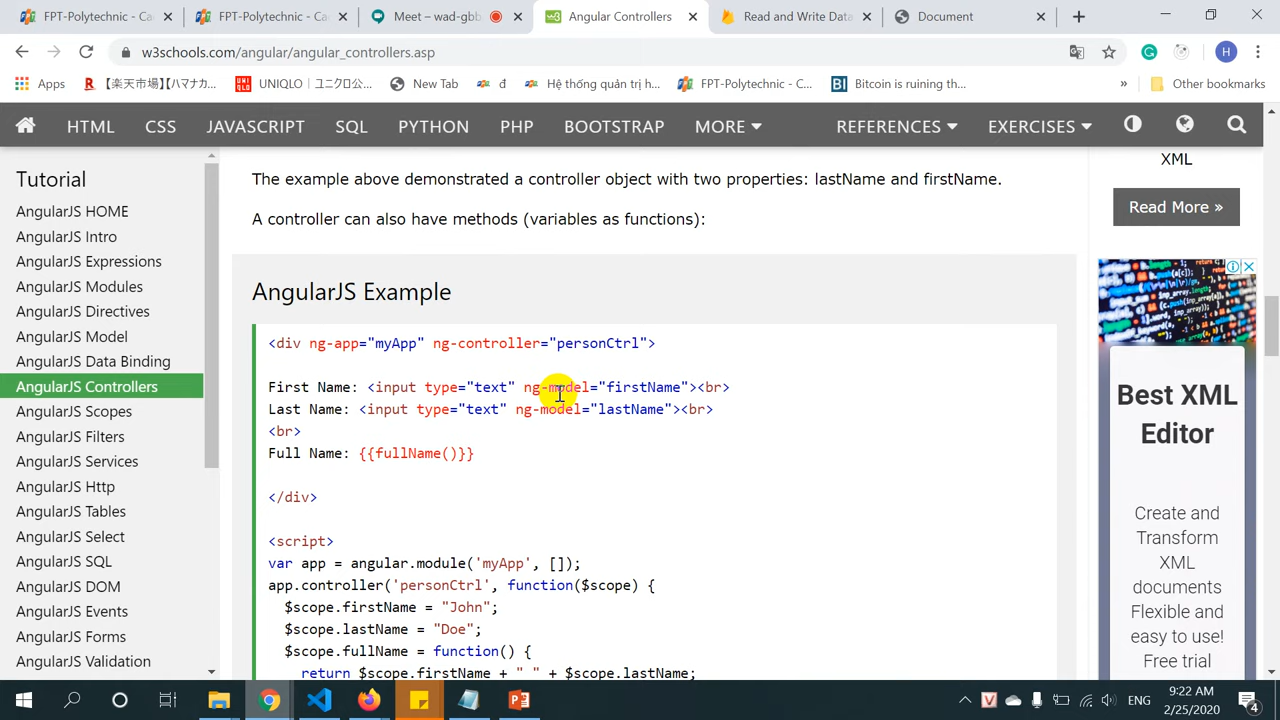 FPT-Polytechnic - Ca
FPT-Polytechnic - Ca
Meet – wad-gbb
Angular Controllers
Read and Write Data
Document
w3schools.com/angular/angular_controllers.asp
H
Apps
【楽天市場】[ハマナカ...
UNIQLO｜ユニクロ公...
New Tab
đ
Hệ thống quản trị h...
FPT-Polytechnic - C...
BI
Bitcoin is ruining th...
»
Other bookmarks
HTML
CSS
JAVASCRIPT
SQL
PYTHON
PHP
BOOTSTRAP
MORE
REFERENCES
EXERCISES
Tutorial
AngularJS HOME
AngularJS Intro
AngularJS Expressions
AngularJS Modules
AngularJS Directives
AngularJS Model
AngularJS Data Binding
AngularJS Controllers
AngularJS Scopes
AngularJS Filters
AngularJS Services
AngularJS Http
AngularJS Tables
AngularJS Select
AngularJS SQL
AngularJS DOM
AngularJS Events
AngularJS Forms
AngularJS Validation
The example above demonstrated a controller object with two properties: lastName and firstName.
A controller can also have methods (variables as functions):
AngularJS Example
<div ng-app="myApp" ng-controller="personCtrl">
First Name: <input type="text" ng-model="firstName"><br>
Last Name: <input type="text" ng-model="lastName"><br>
<br>
Full Name: {{fullName()}}
</div>
<script>
var app = angular.module('myApp', []);
app.controller('personCtrl', function($scope) {
$scope.firstName = "John";
$scope.lastName = "Doe";
$scope.fullName = function() {
return $scope.firstName + " " + $scope.lastName;
XML
Read More »
Best XML
Editor
Create and
Transform
XML
documents
Flexible and
easy to use!
Free trial
ENG
9:22 AM
2/25/2020
4